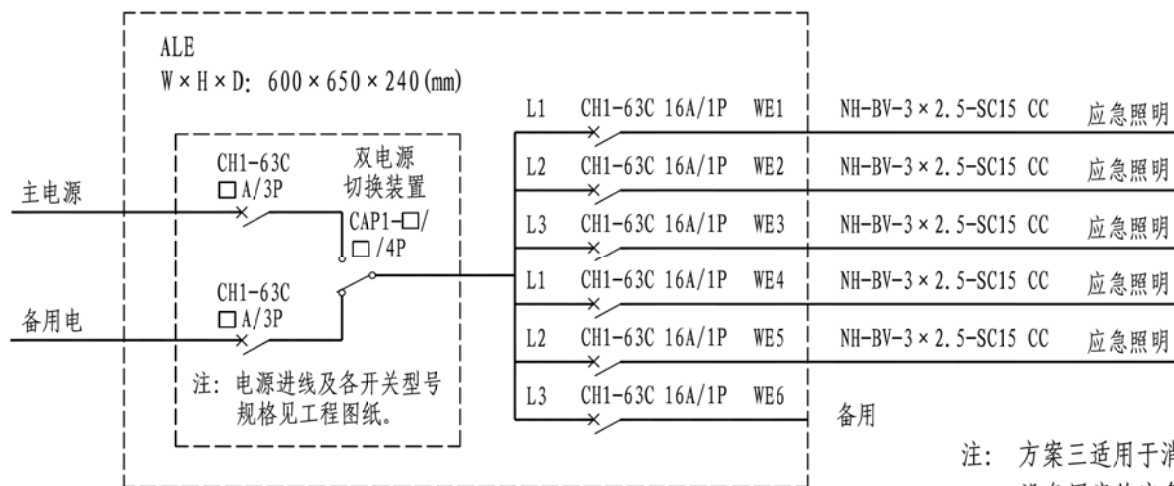 ALE
W×H×D: 600×650×240(mm)
主电源
CH1-63C
□A/3P
双电源
切换装置
CAP1-□/
□/4P
备用电
CH1-63C
□A/3P
注: 电源进线及各开关型号
规格见工程图纸。
L1 CH1-63C 16A/1P WE1 NH-BV-3×2.5-SC15 CC 应急照明
L2 CH1-63C 16A/1P WE2 NH-BV-3×2.5-SC15 CC 应急照明
L3 CH1-63C 16A/1P WE3 NH-BV-3×2.5-SC15 CC 应急照明
L1 CH1-63C 16A/1P WE4 NH-BV-3×2.5-SC15 CC 应急照明
L2 CH1-63C 16A/1P WE5 NH-BV-3×2.5-SC15 CC 应急照明
L3 CH1-63C 16A/1P WE6 备用
注: 方案三适用于消